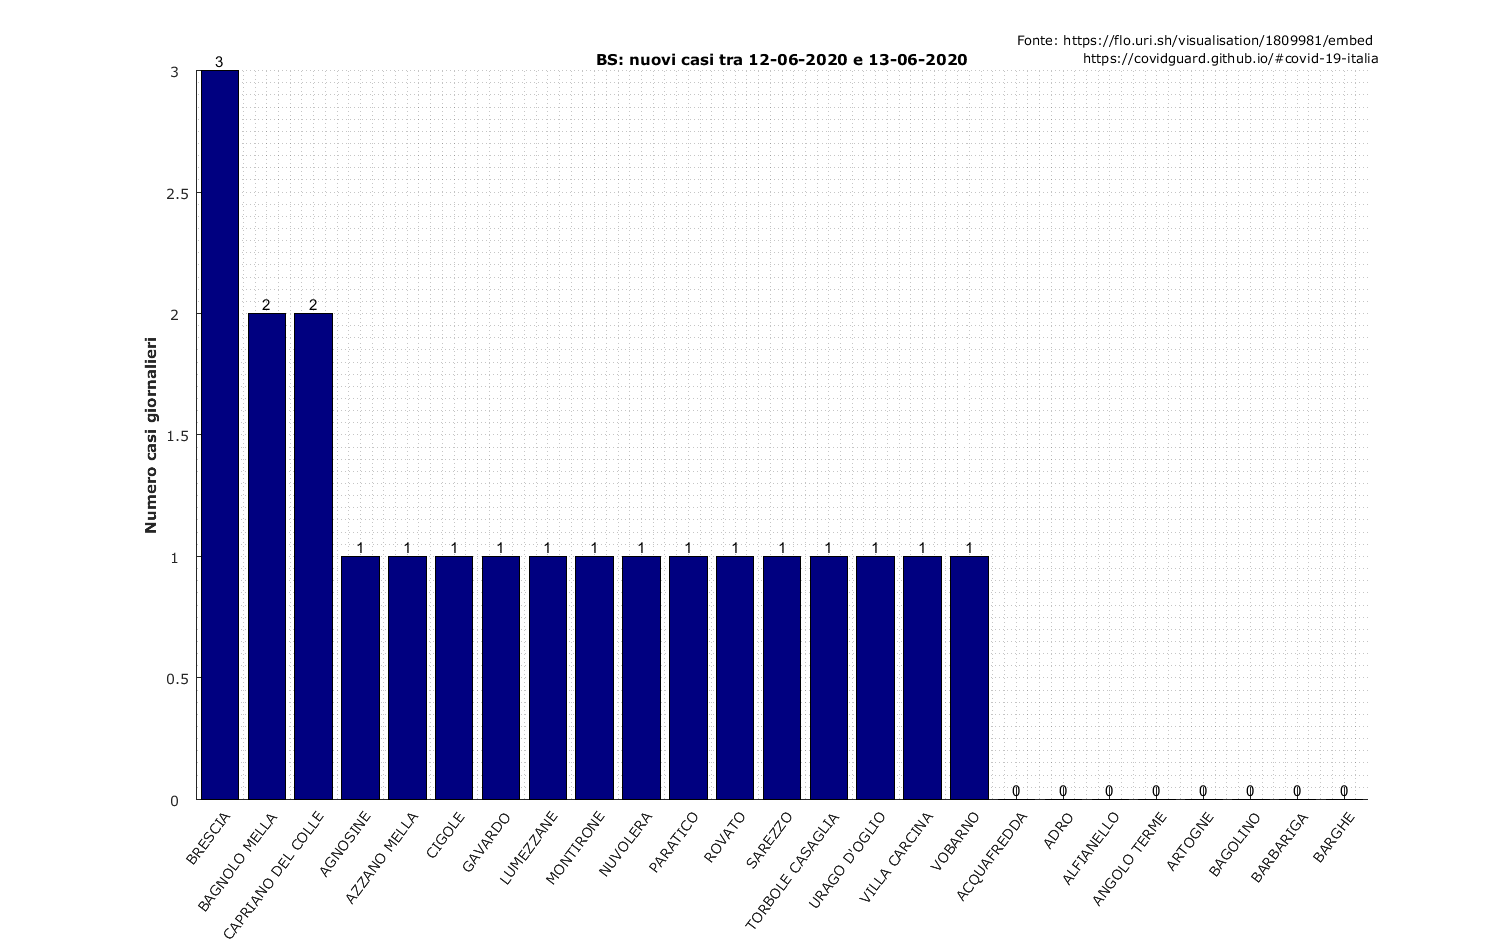 Fonte: https://flo.uri.sh/visualisation/1809981/embed
https://covidguard.github.io/#covid-19-italia
BS: nuovi casi tra 12-06-2020 e 13-06-2020
Numero casi giornalieri
3
2.5
2
1.5
1
0.5
0
3
2
2
1
1
1
1
1
1
1
1
1
1
1
1
1
1
0
0
0
0
0
0
0
0
BRESCIA
BAGNOLO MELLA
CAPRIANO DEL COLLE
AGNOSINE
AZZANO MELLA
CIGOLE
GAVARDO
LUMEZZANE
MONTIRONE
NUVOLERA
PARATICO
ROVATO
SAREZZO
TORBOLE CASAGLIA
URAGO D'OGLIO
VILLA CARCINA
VOBARNO
ACQUAFREDDA
ADRO
ALFIANELLO
ANGOLO TERME
ARTOGNE
BAGOLINO
BARBARIGA
BARGHE